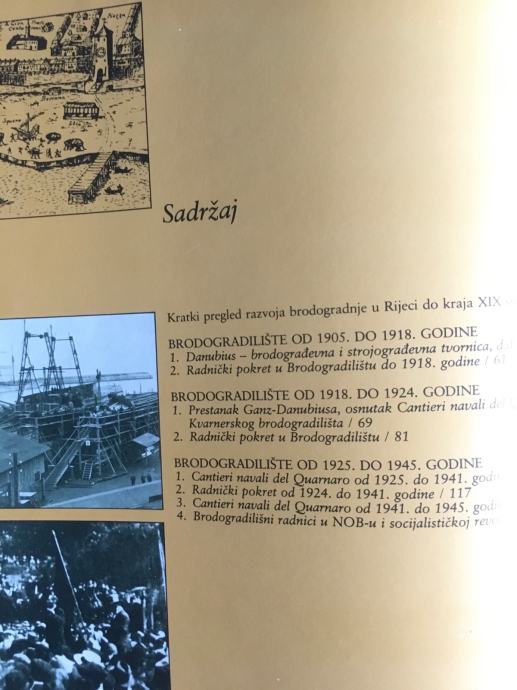 Sadržaj
Kratki pregled razvoja brodogradnje u Rijeci do kraja XIX
BRODOGRADILIŠTE OD 1905. DO 1918. GODINE
1. Danubius – brodograđevna i strojograđevna tvornica,
2. Radnički pokret u Brodogradilištu do 1918. godine / 61
BRODOGRADILIŠTE OD 1918. DO 1924. GODINE
1. Prestanak Ganz-Danubiusa, osnutak Cantieri navali del
Kvarnerskog brodogradilišta / 69
2. Radnički pokret u Brodogradilištu / 81
BRODOGRADILIŠTE OD 1925. DO 1945. GODINE
1. Cantieri navali del Quarnaro od 1925. do 1941.
2. Radnički pokret od 1924. do 1941. godine / 117
3. Cantieri navali del Quarnaro od 1941. do 1945.
4. Brodogradilišni radnici u NOB-u i socijalističkoj